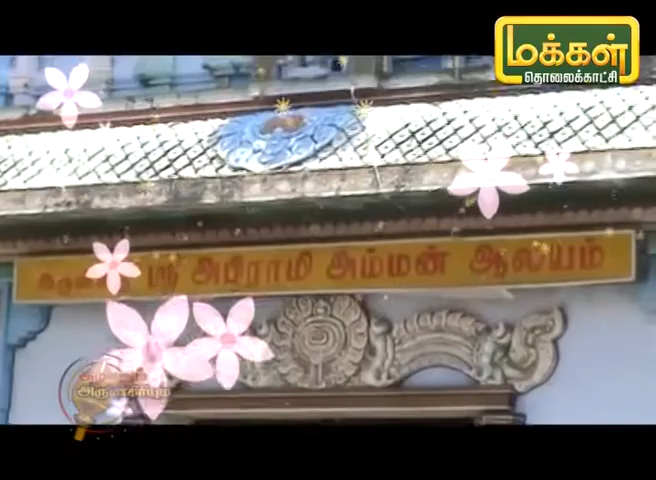 மக்கள்
தொலைக்காட்சி
ஸ்ரீ அபிராமி அம்மன் ஆலயம்